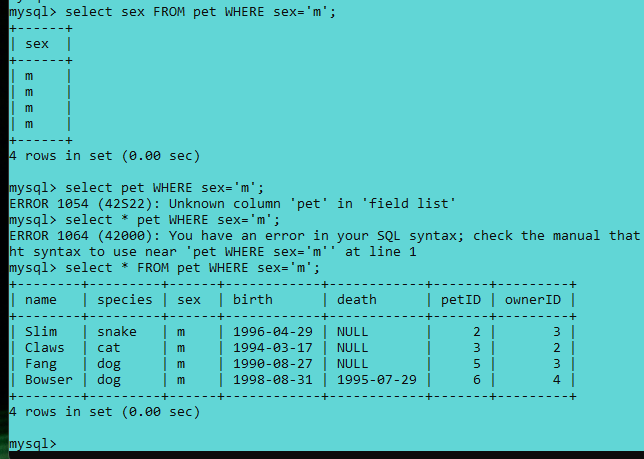 mysql> select sex FROM pet WHERE sex='m';
+------+
| sex  |
+------+
| m    |
| m    |
| m    |
| m    |
+------+
4 rows in set (0.00 sec)
mysql> select pet WHERE sex='m';
ERROR 1054 (42S22): Unknown column 'pet' in 'field list'
mysql> select * pet WHERE sex='m';
ERROR 1064 (42000): You have an error in your SQL syntax; check the manual that
ht syntax to use near 'pet WHERE sex='m'' at line 1
mysql> select * FROM pet WHERE sex='m';
+--------+---------+------+------------+------------+-------+---------+
| name   | species | sex  | birth      | death      | petID | ownerID |
+--------+---------+------+------------+------------+-------+---------+
| Slim   | snake   | m    | 1996-04-29 | NULL       |     2 |       3 |
| Claws  | cat     | m    | 1994-03-17 | NULL       |     3 |       2 |
| Fang   | dog     | m    | 1990-08-27 | NULL       |     5 |       3 |
| Bowser | dog     | m    | 1998-08-31 | 1995-07-29 |     6 |       4 |
+--------+---------+------+------------+------------+-------+---------+
4 rows in set (0.00 sec)
mysql>